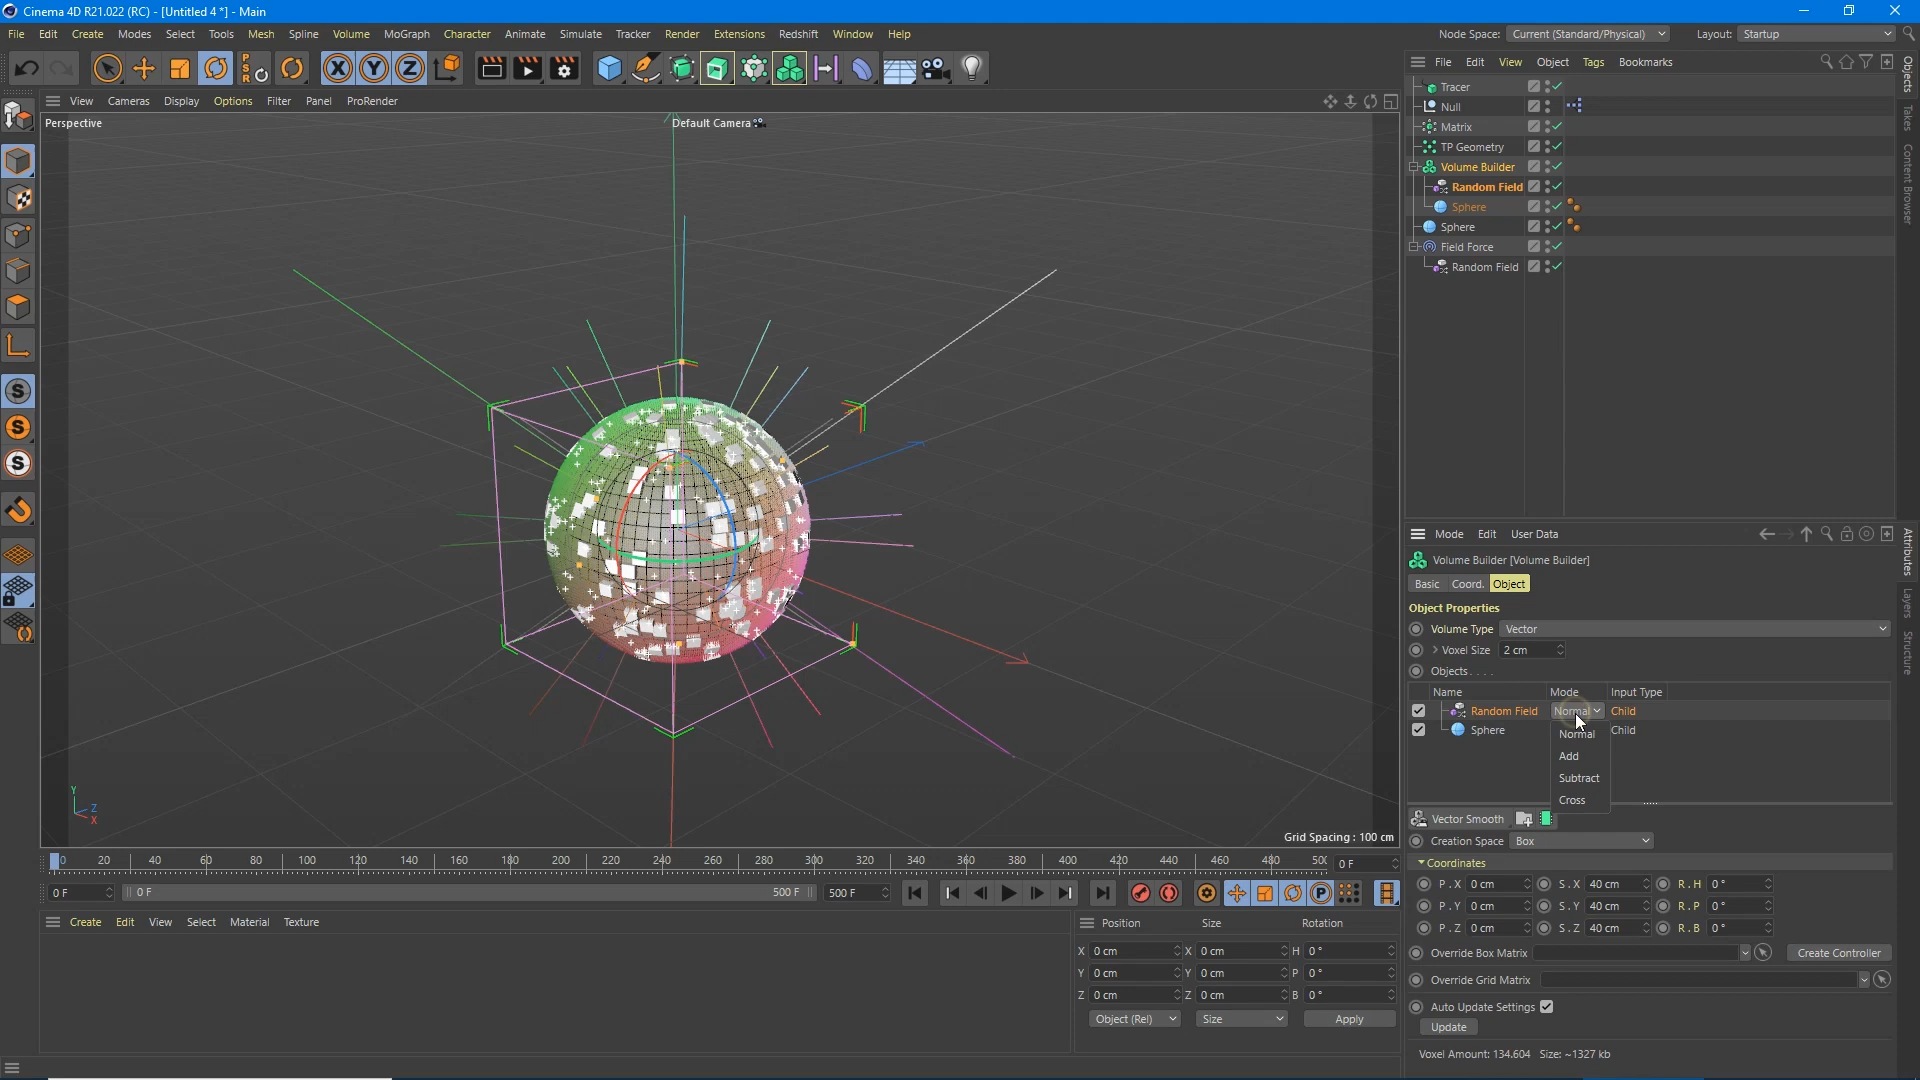 Cinema 4D R21.022 (RC) - [Untitled 4 *] - Main
File Edit Create Modes Select Tools Mesh Spline Volume MoGraph Character Animate Simulate Tracker Render Extensions Redshift Window Help
Node Space: Current (Standard/Physical) Layout: Startup
X Y Z
P S R
View Cameras Display Options Filter Panel ProRender
Perspective
Default Camera
Grid Spacing : 100 cm
Y Z X
S
S
S
File Edit View Object Tags Bookmarks
Tracer
Null
Matrix
TP Geometry
Volume Builder
Random Field
Sphere
Sphere
Field Force
Random Field
Objects
Takes
Content Browser
Mode Edit User Data
Volume Builder [Volume Builder]
Basic Coord. Object
Object Properties
Volume Type Vector
Voxel Size 2 cm
Objects . . . .
Name Mode Input Type
Random Field Normal Child
Sphere Child
Normal
Add
Subtract
Cross
Vector Smooth
Creation Space Box
Coordinates
P . X 0 cm S . X 40 cm R . H 0 °
P . Y 0 cm S . Y 40 cm R . P 0 °
P . Z 0 cm S . Z 40 cm R . B 0 °
Override Box Matrix Create Controller
Override Grid Matrix
Auto Update Settings
Update
Voxel Amount: 134.604 Size: ~1327 kb
Attributes
Layers
Structure
0 20 40 60 80 100 120 140 160 180 200 220 240 260 280 300 320 340 360 380 400 420 440 460 480 50( 0 F
0 F 0 F 500 F 500 F P
Create Edit View Select Material Texture
Position Size Rotation
X 0 cm X 0 cm H 0 °
Y 0 cm Y 0 cm P 0 °
Z 0 cm Z 0 cm B 0 °
Object (Rel) Size Apply